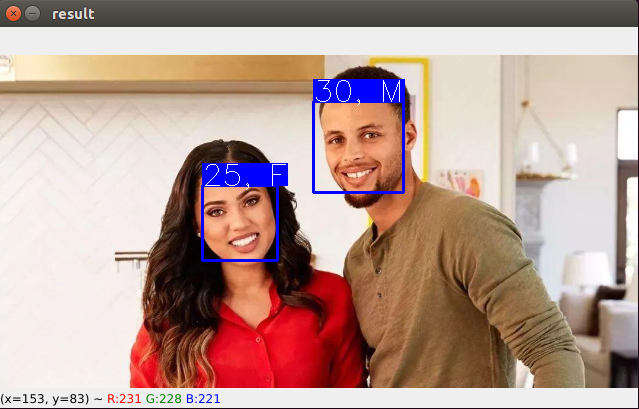 result
30, M
25, F
(x=153, y=83) ~ R:231 G:228 B:221